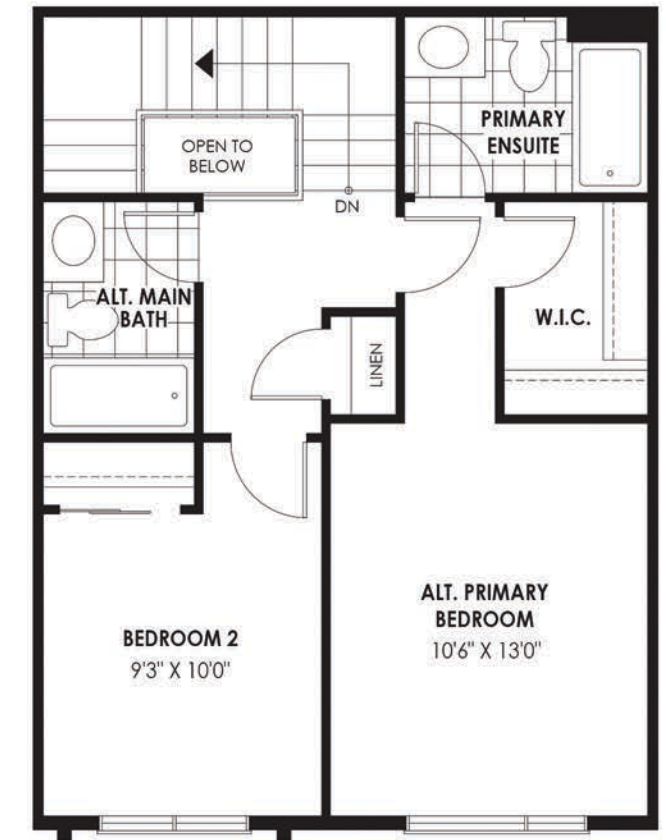 OPEN TO
BELOW
PRIMARY
ENSUITE
DN
ALT. MAIN
BATH
W.I.C.
LINEN
ALT. PRIMARY
BEDROOM
10'6" X 13'0"
BEDROOM 2
9'3" X 10'0"